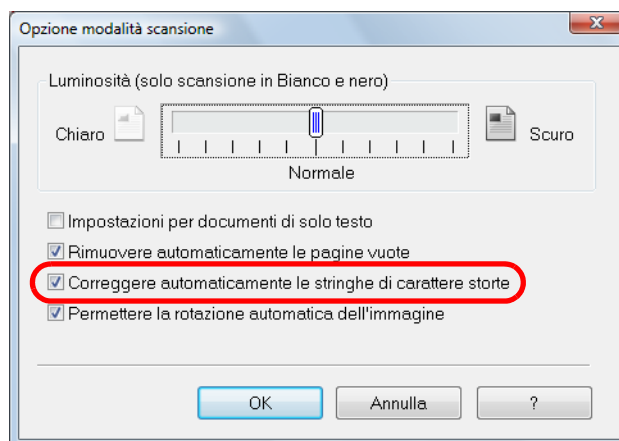 Opzione modalità scansione
Luminosità (solo scansione in Bianco e nero)
Chiaro
Scuro
Normale
Impostazioni per documenti di solo testo
Rimuovere automaticamente le pagine vuote
Correggere automaticamente le stringhe di carattere storte
Permettere la rotazione automatica dell'immagine
OK
Annulla
?